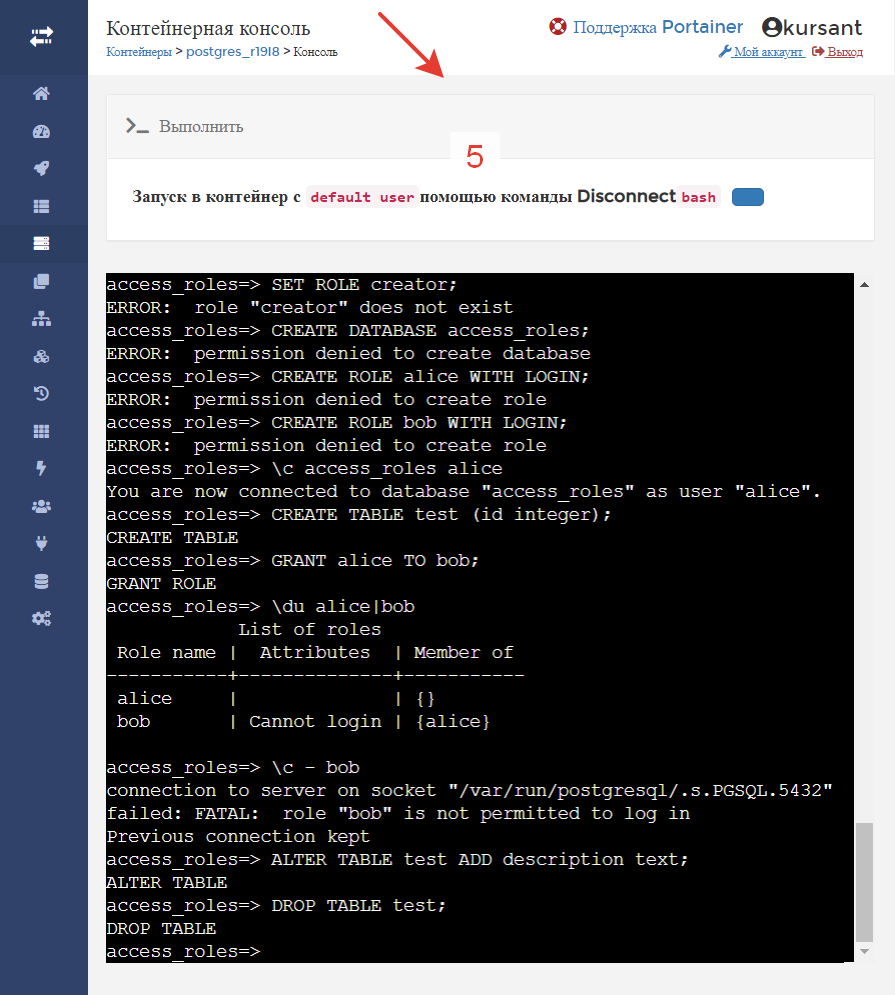 Контейнерная консоль
Поддержка Portainer
kursant
Контейнеры > postgres_r19l8 > Консоль
Мой аккаунт Выход
Выполнить
5
Запуск в контейнер с default user помощью команды Disconnect bash
access_roles=> SET ROLE creator;
ERROR:  role "creator" does not exist
access_roles=> CREATE DATABASE access_roles;
ERROR:  permission denied to create database
access_roles=> CREATE ROLE alice WITH LOGIN;
ERROR:  permission denied to create role
access_roles=> CREATE ROLE bob WITH LOGIN;
ERROR:  permission denied to create role
access_roles=> \c access_roles alice
You are now connected to database "access_roles" as user "alice".
access_roles=> CREATE TABLE test (id integer);
CREATE TABLE
access_roles=> GRANT alice TO bob;
GRANT ROLE
access_roles=> \du alice|bob
            List of roles
 Role name |  Attributes  | Member of
-----------+--------------+-----------
 alice     |              | {}
 bob       | Cannot login | {alice}
access_roles=> \c - bob
connection to server on socket "/var/run/postgresql/.s.PGSQL.5432"
failed: FATAL:  role "bob" is not permitted to log in
Previous connection kept
access_roles=> ALTER TABLE test ADD description text;
ALTER TABLE
access_roles=> DROP TABLE test;
DROP TABLE
access_roles=>